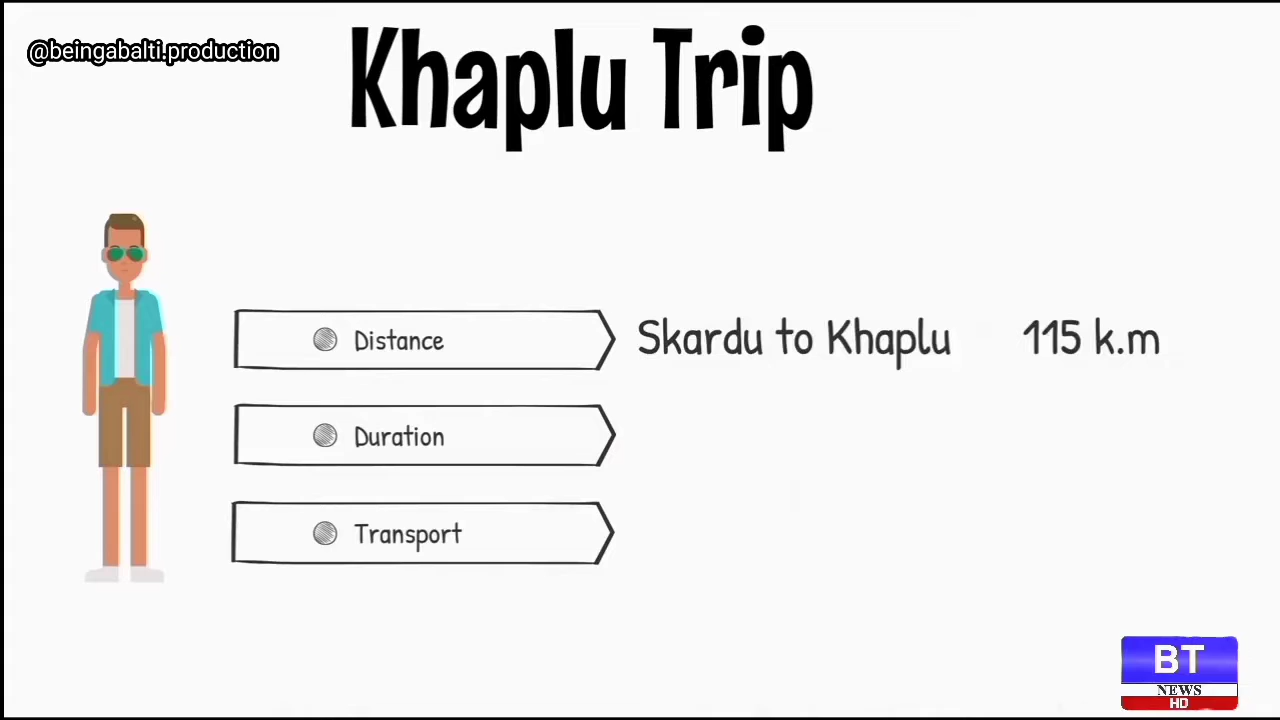 @beingabalti.production
Khaplu Trip
Distance
Skardu to Khaplu 115 k.m
Duration
Transport
BT
NEWS
HD